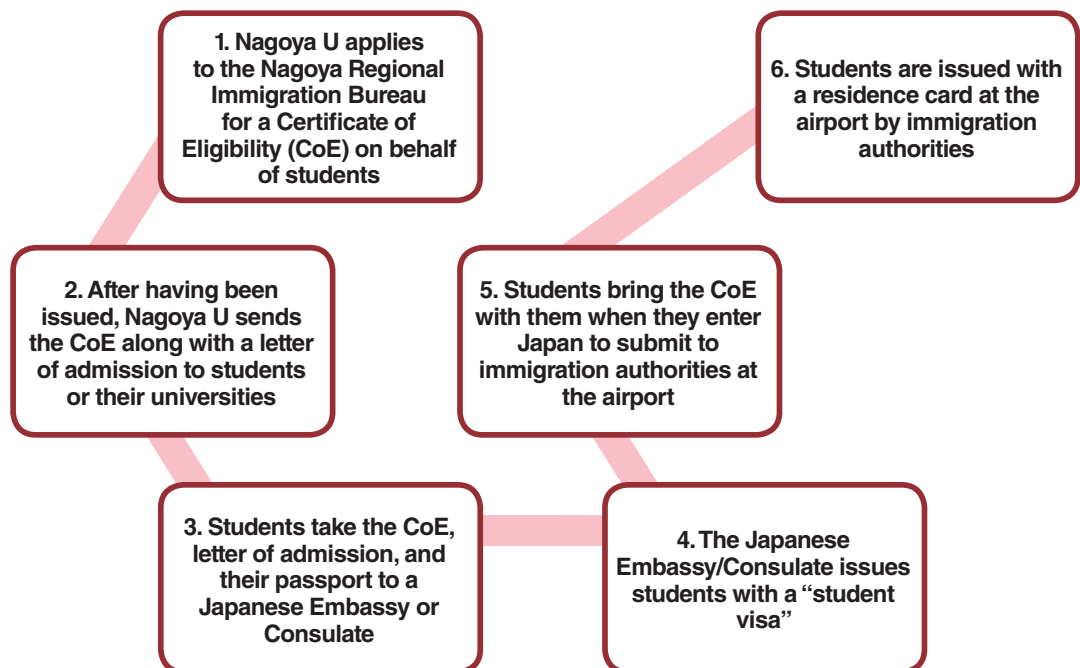 1. Nagoya U applies
to the Nagoya Regional
Immigration Bureau
for a Certificate of
Eligibility (CoE) on behalf
of students
2. After having been
issued, Nagoya U sends
the CoE along with a letter
of admission to students
or their universities
3. Students take the CoE,
letter of admission, and
their passport to a
Japanese Embassy or
Consulate
4. The Japanese
Embassy/Consulate issues
students with a “student
visa”
5. Students bring the CoE
with them when they enter
Japan to submit to
immigration authorities at
the airport
6. Students are issued with
a residence card at the
airport by immigration
authorities